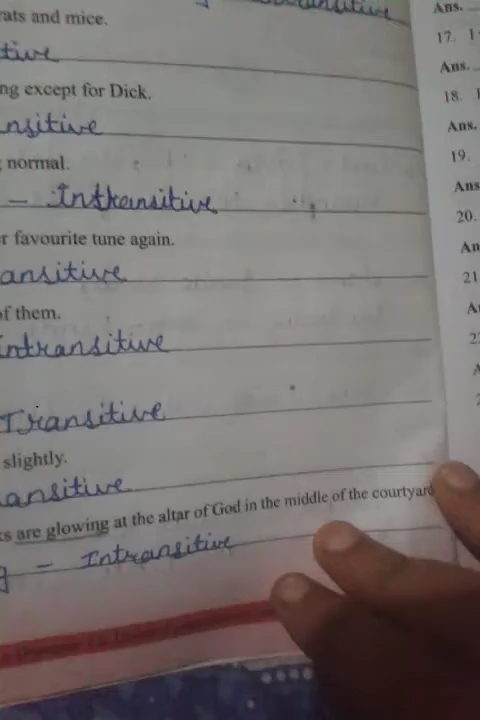 rats and mice.
tive
ng except for Dick.
nsitive
normal.
- Intransitive
r favourite tune again.
ansitive
of them.
intransitive
Transitive
slightly.
ansitive
ks are glowing at the altar of God in the middle of the courtyard
g - Intransitive
Ans.
17. I
Ans.
18.
Ans.
19.
Ans
20.
An
21
A